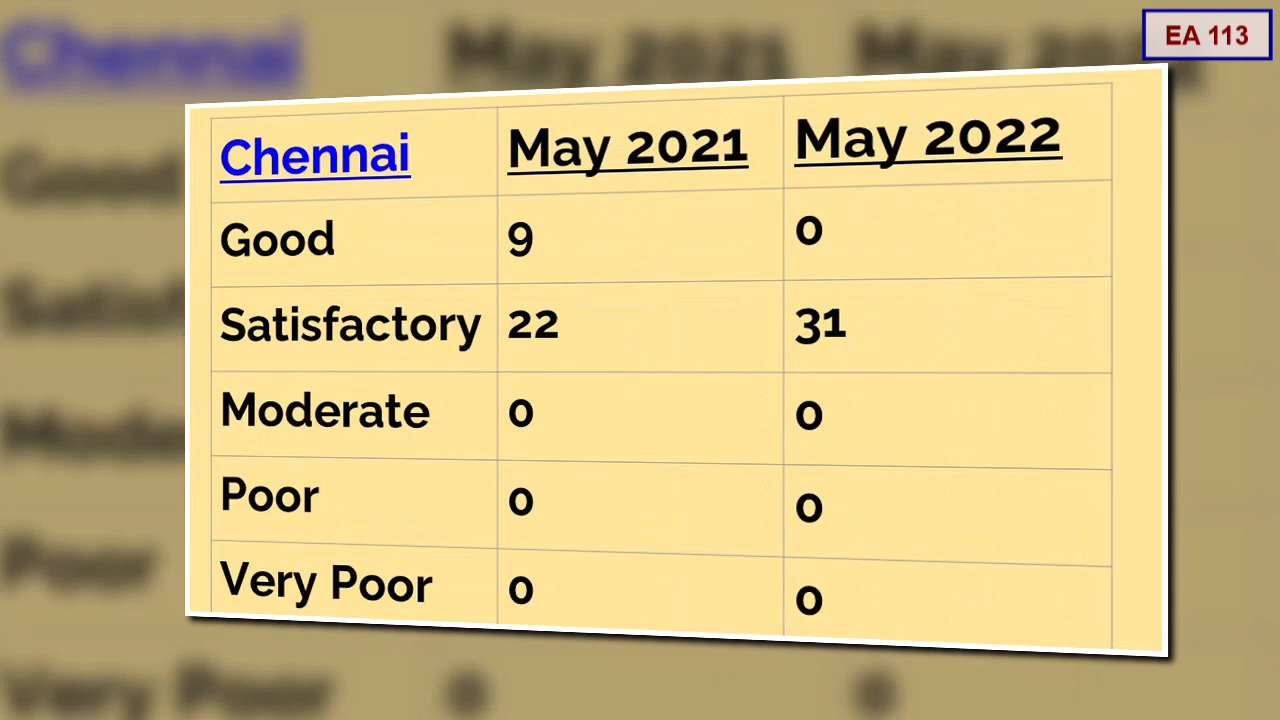 EA 113
Chennai May 2021 May 2022
Good 9 0
Satisfactory 22 31
Moderate 0 0
Poor 0 0
Very Poor 0 0